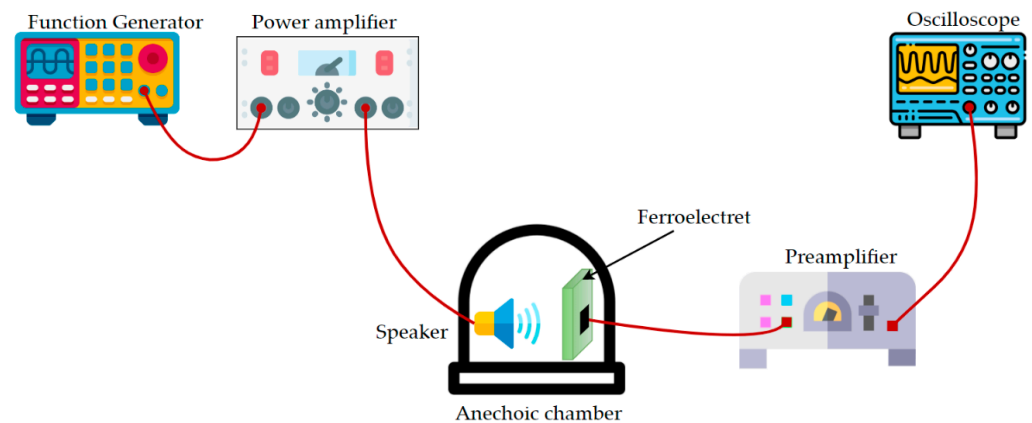 Function Generator
Power amplifier
Oscilloscope
Ferroelectret
Preamplifier
Speaker
Anechoic chamber